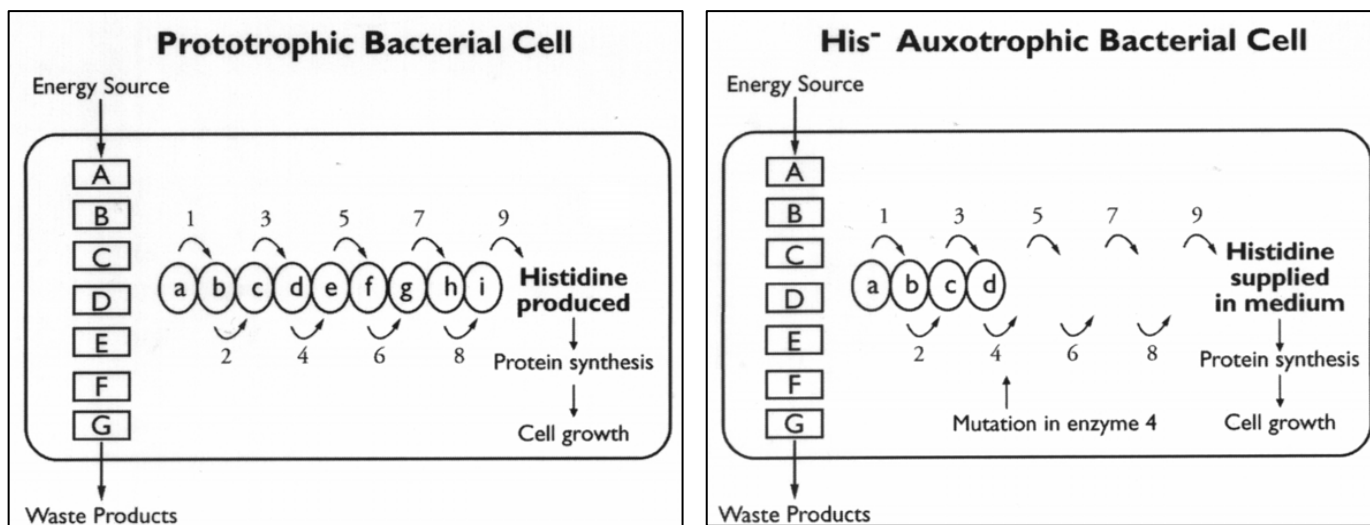 Prototrophic Bacterial Cell
Energy Source
A
B
C
D
E
F
G
1 3 5 7 9
a b c d e f g h i
2 4 6 8
Histidine
produced
Protein synthesis
Cell growth
Waste Products
His- Auxotrophic Bacterial Cell
Energy Source
A
B
C
D
E
F
G
1 3 5 7 9
a b c d
2 4 6 8
Mutation in enzyme 4
Histidine
supplied
in medium
Protein synthesis
Cell growth
Waste Products